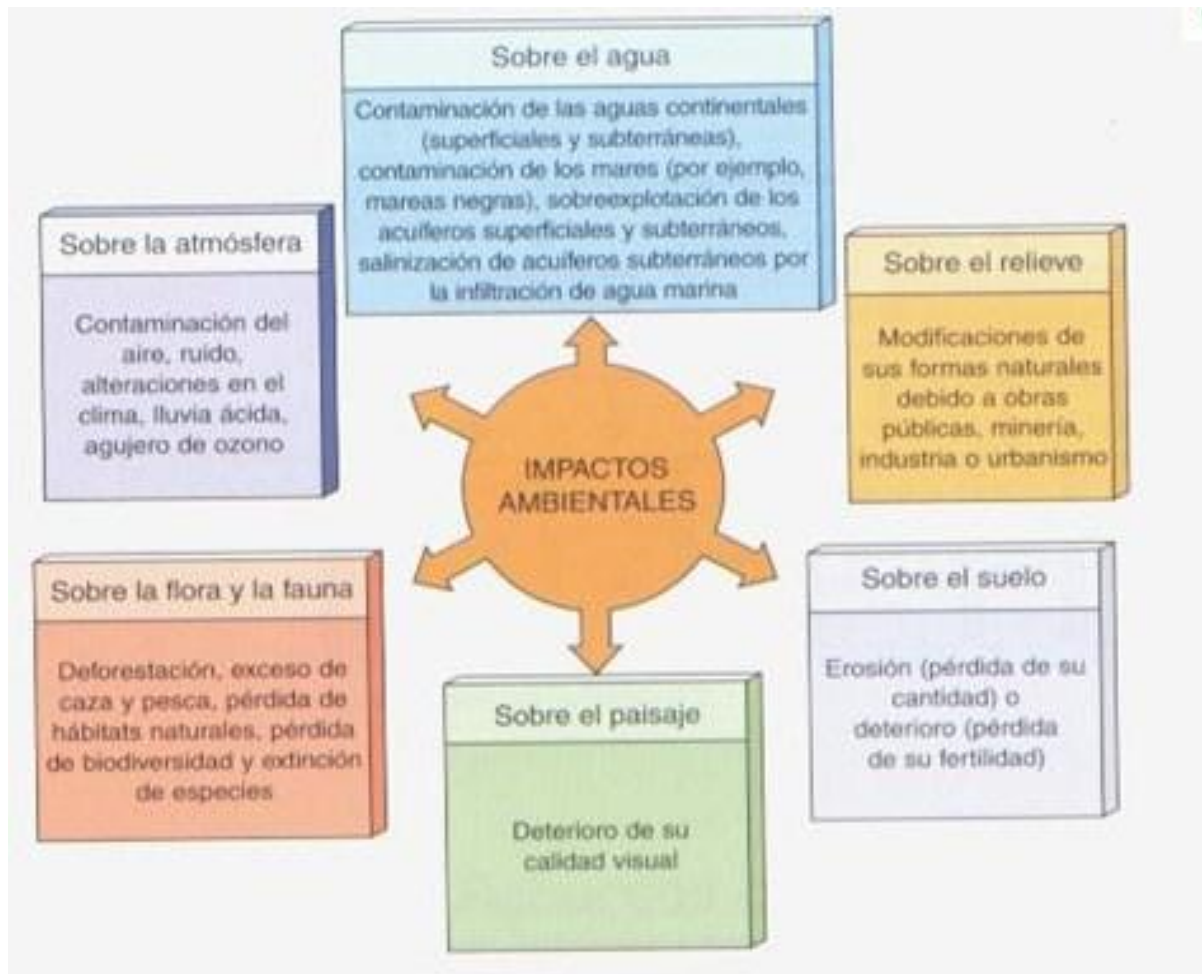 Sobre el agua
Contaminación de las aguas continentales
(superficiales y subterráneas),
contaminación de los mares (por ejemplo,
mareas negras), sobreexplotación de los
acuíferos superficiales y subterráneos,
salinización de acuíferos subterráneos por
la infiltración de agua marina
Sobre la atmósfera
Contaminación del
aire, ruido,
alteraciones en el
clima, lluvia ácida,
agujero de ozono
Sobre el relieve
Modificaciones de
sus formas naturales
debido a obras
públicas, minería,
industria o urbanismo
IMPACTOS
AMBIENTALES
Sobre la flora y la fauna
Deforestación, exceso de
caza y pesca, pérdida de
hábitats naturales, pérdida
de biodiversidad y extinción
de especies
Sobre el paisaje
Deterioro de su
calidad visual
Sobre el suelo
Erosión (pérdida de su
cantidad) o
deterioro (pérdida
de su fertilidad)